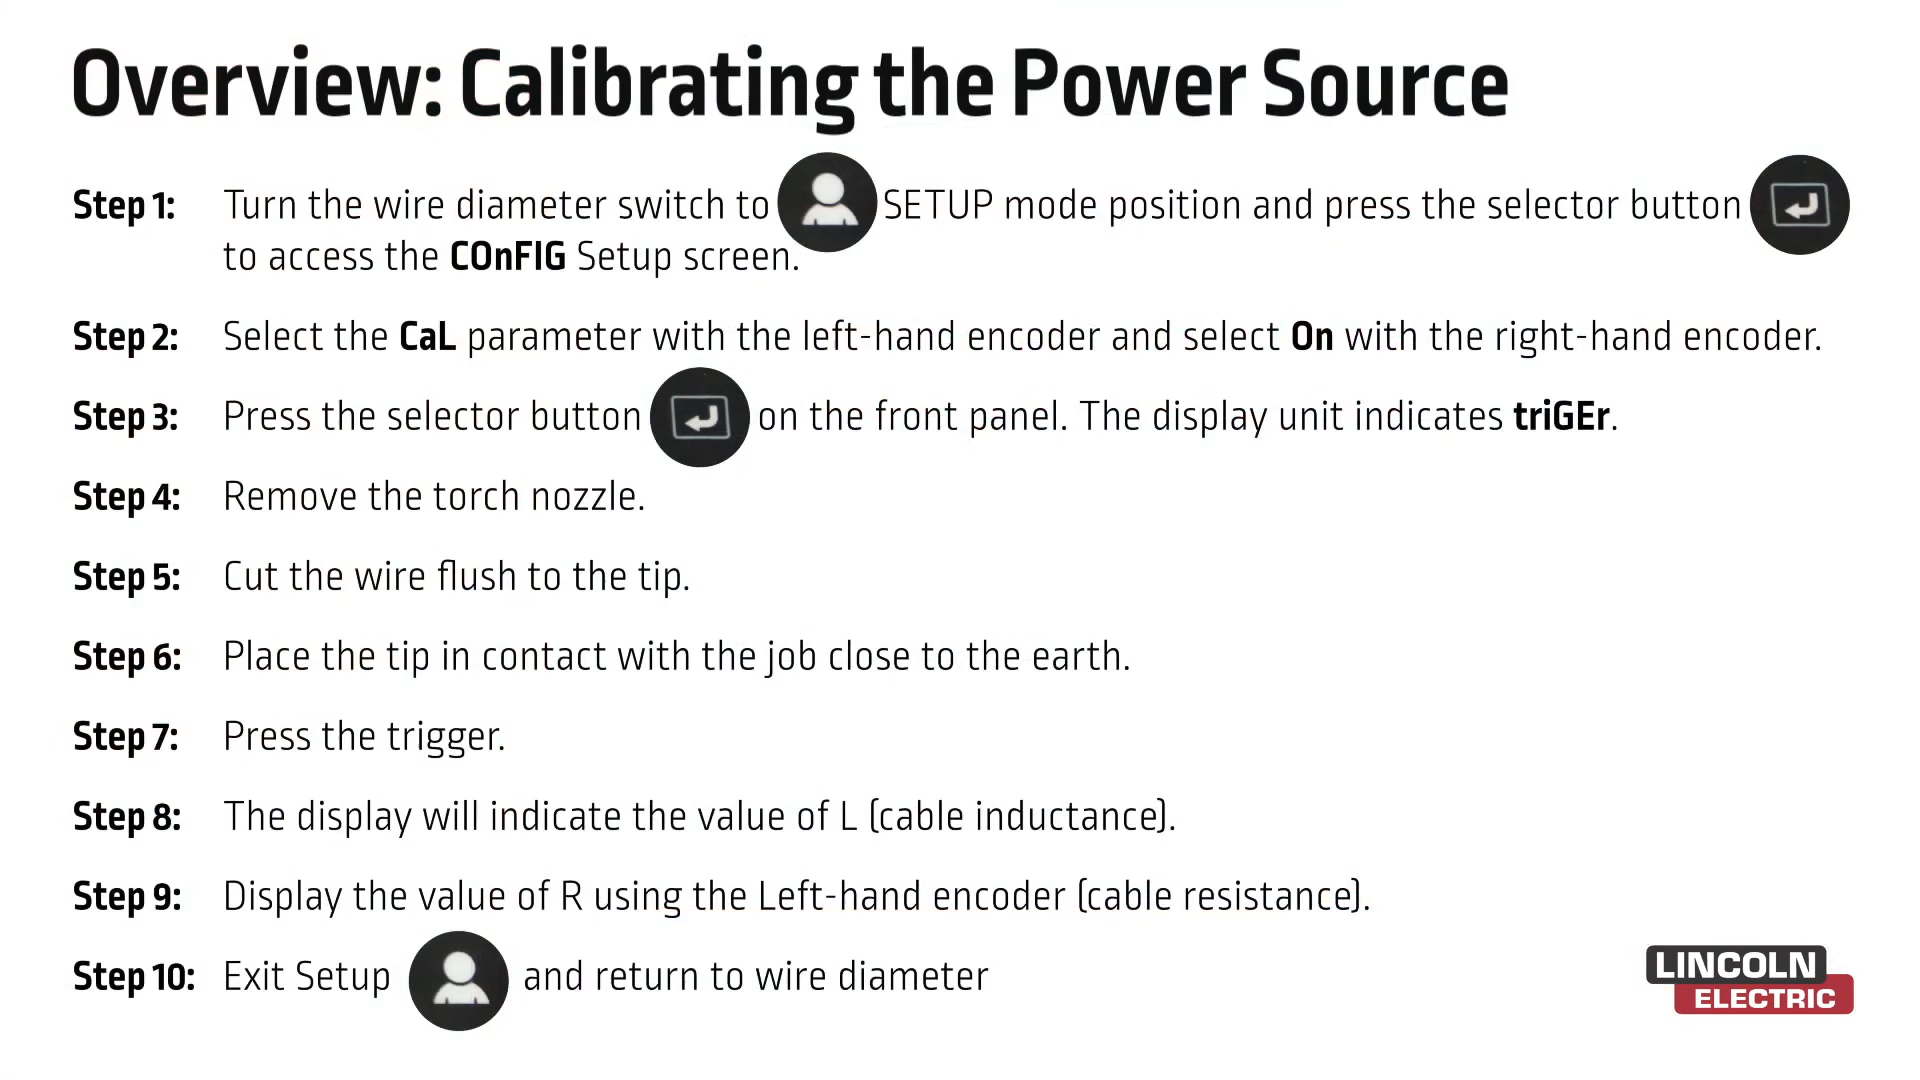 Overview: Calibrating the Power Source
Step 1: Turn the wire diameter switch to SETUP mode position and press the selector button
to access the COnFIG Setup screen.
Step 2: Select the CaL parameter with the left-hand encoder and select On with the right-hand encoder.
Step 3: Press the selector button on the front panel. The display unit indicates triGEr.
Step 4: Remove the torch nozzle.
Step 5: Cut the wire flush to the tip.
Step 6: Place the tip in contact with the job close to the earth.
Step 7: Press the trigger.
Step 8: The display will indicate the value of L (cable inductance).
Step 9: Display the value of R using the Left-hand encoder (cable resistance).
Step 10: Exit Setup and return to wire diameter
LINCOLN
ELECTRIC